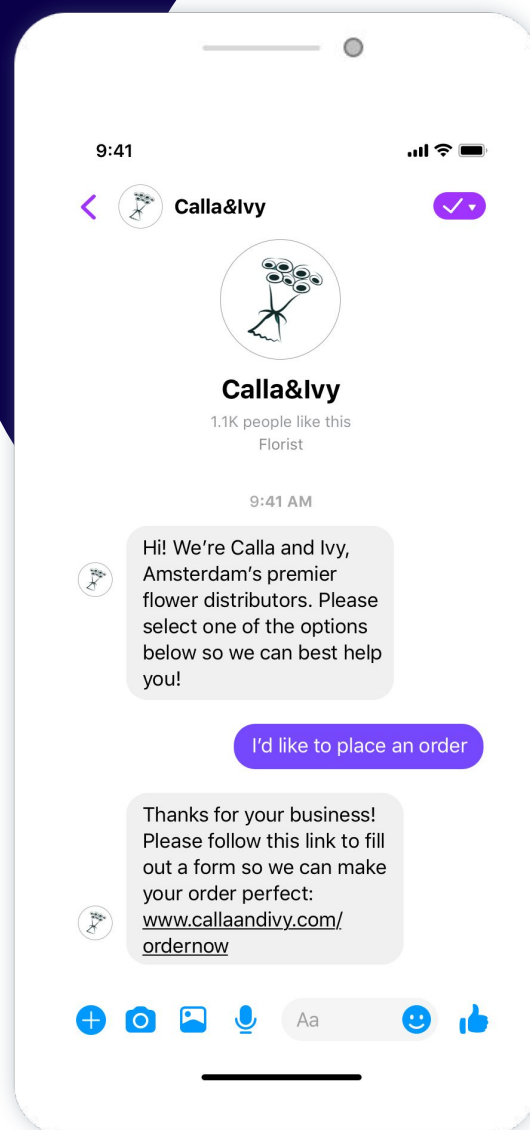 9:41
Calla&Ivy
Calla&Ivy
1.1K people like this
Florist
9:41 AM
Hi! We’re Calla and Ivy,
Amsterdam’s premier
flower distributors. Please
select one of the options
below so we can best help
you!
I’d like to place an order
Thanks for your business!
Please follow this link to fill
out a form so we can make
your order perfect:
www.callaandivy.com/
ordernow
Aa